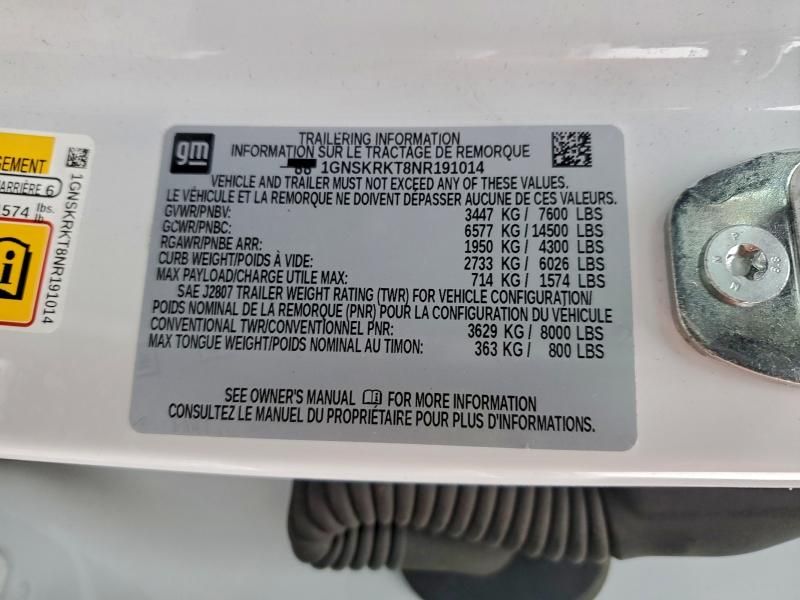 gm
TRAILERING INFORMATION
INFORMATION SUR LE TRACTAGE DE REMORQUE
1GNSKRKT8NR191014
VEHICLE AND TRAILER MUST NOT EXCEED ANY OF THESE VALUES.
LE VÉHICULE ET LA REMORQUE NE DOIVENT DÉPASSER AUCUNE DE CES VALEURS.
GVWR/PNBV: 3447 KG / 7600 LBS
GCWR/PNBC: 6577 KG / 14500 LBS
RGAWR/PNBE ARR: 1950 KG / 4300 LBS
CURB WEIGHT/POIDS À VIDE: 2733 KG / 6026 LBS
MAX PAYLOAD/CHARGE UTILE MAX: 714 KG / 1574 LBS
SAE J2807 TRAILER WEIGHT RATING (TWR) FOR VEHICLE CONFIGURATION/
POIDS NOMINAL DE LA REMORQUE (PNR) POUR LA CONFIGURATION DU VÉHICULE
CONVENTIONAL TWR/CONVENTIONNEL PNR: 3629 KG / 8000 LBS
MAX TONGUE WEIGHT/POIDS NOMINAL AU TIMON: 363 KG / 800 LBS
SEE OWNER'S MANUAL FOR MORE INFORMATION
CONSULTEZ LE MANUEL DU PROPRIÉTAIRE POUR PLUS D'INFORMATIONS.
GEMENT
ARRIÈRE 6
1574 lbs.
lb
1GNSKRKT8NR191014